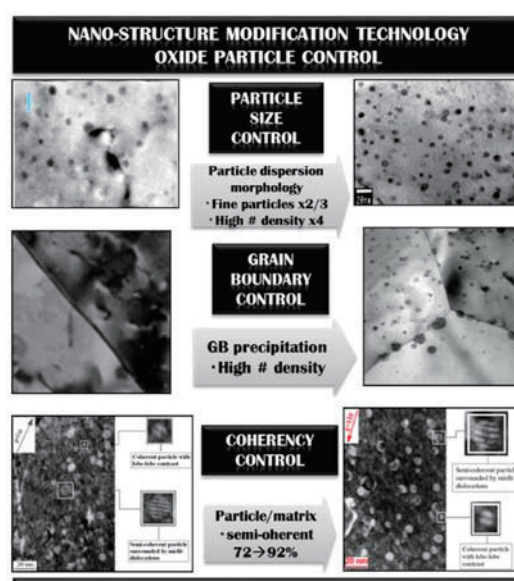 NANO-STRUCTURE MODIFICATION TECHNOLOGY
OXIDE PARTICLE CONTROL
PARTICLE
SIZE
CONTROL
Particle dispersion
morphology
·Fine particles x2/3
·High # density x4
20nm
GRAIN
BOUNDARY
CONTROL
GB precipitation
·High # density
Coherent particle with
lobe-lobe contrast
Semi-coherent particle
surrounded by misfit
dislocations
20 nm
COHERENCY
CONTROL
Particle/matrix
·semi-oherent
72→92%
Semi-coherent particle
surrounded by misfit
dislocations
Coherent particle
with lobe-lobe
contrast
20 nm